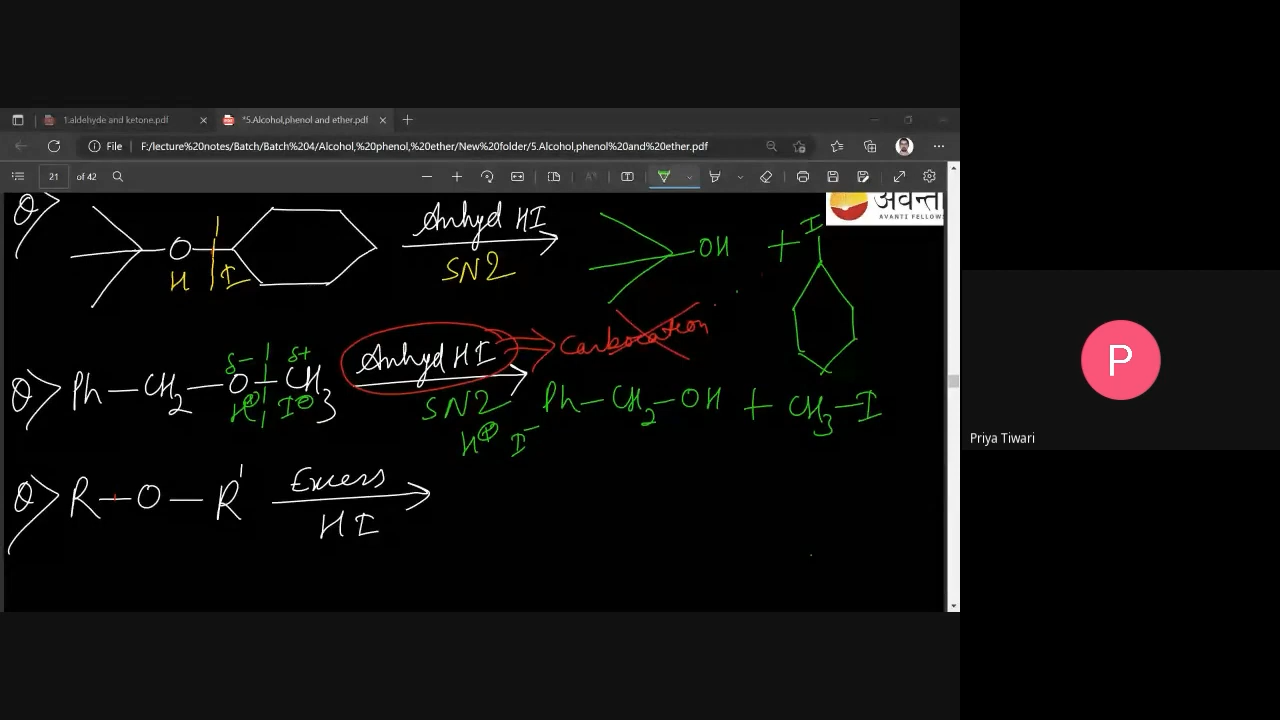 1.aldehyde and ketone.pdf
*5.Alcohol,phenol and ether.pdf
File
F:/lecture%20notes/Batch/Batch%204/Alcohol,%20phenol,%20ether/New%20folder/5.Alcohol,phenol%20and%20ether.pdf
21 of 42
अवन्ती
AVANTI FELLOWS
Q> O Anhyd HI OH + I
H I SN2
Anhyd HI Carbocation
Q> Ph—CH2—O—CH3 SN2 Ph—CH2—OH + CH3—I
δ- δ+
H⊕ I⊖
H⊕ I-
Q> R—O—R' Excess
HI
P
Priya Tiwari